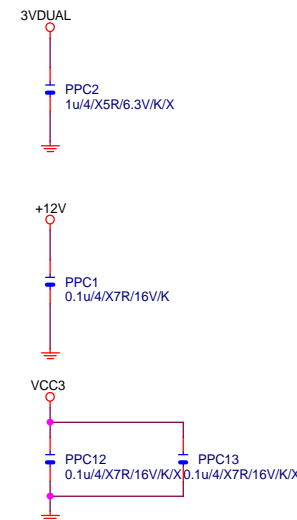 3VDUAL
PPC2
1u/4/X5R/6.3V/K/X
+12V
PPC1
0.1u/4/X7R/16V/K
VCC3
PPC12 PPC13
0.1u/4/X7R/16V/K/X 0.1u/4/X7R/16V/K/X